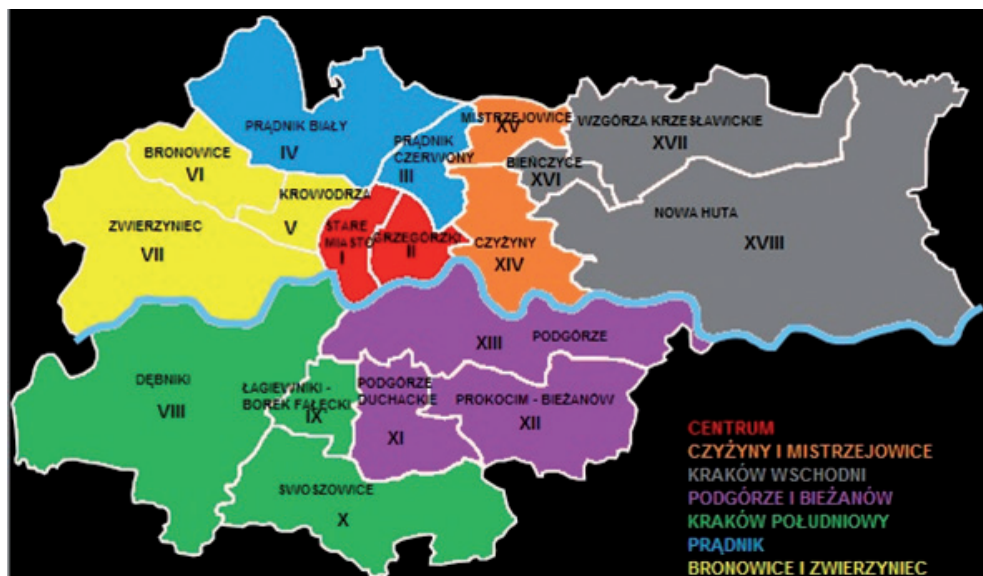 PRĄDNIK BIAŁY
IV
PRĄDNIK
CZERWONY
III
MISTRZEJOWICE
XV
WZGÓRZA KRZESŁAWICKIE
XVII
BIEŃCZYCE
XVI
BRONOWICE
VI
KROWODRZA
V
ZWIERZYNIEC
VII
STARE
MIASTO
I
GRZEGÓRZKI
II
CZYŻYNY
XIV
NOWA HUTA
XVIII
XIII
PODGÓRZE
DĘBNIKI
VIII
ŁAGIEWNIKI -
BOREK FAŁĘCKI
IX
PODGÓRZE
DUCHACKIE
XI
PROKOCIM - BIEŻANÓW
XII
SWOSZOWICE
X
CENTRUM
CZYŻYNY I MISTRZEJOWICE
KRAKÓW WSCHODNI
PODGÓRZE I BIEŻANÓW
KRAKÓW POŁUDNIOWY
PRĄDNIK
BRONOWICE I ZWIERZYNIEC